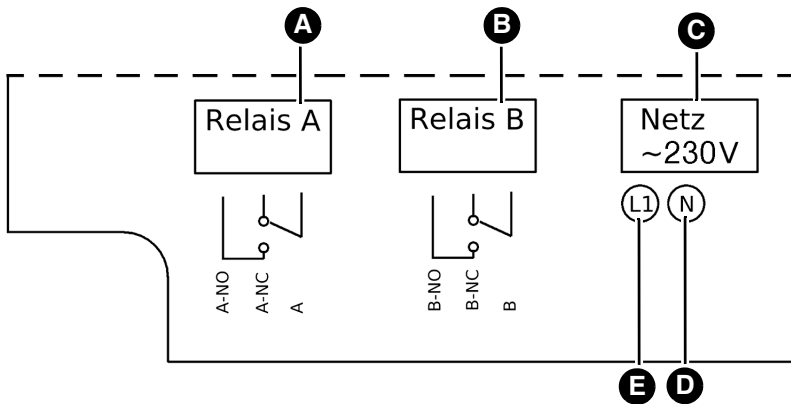 A
B
C
Relais A
Relais B
Netz
~230V
L1
N
A-NO
A-NC
A
B-NO
B-NC
B
E
D